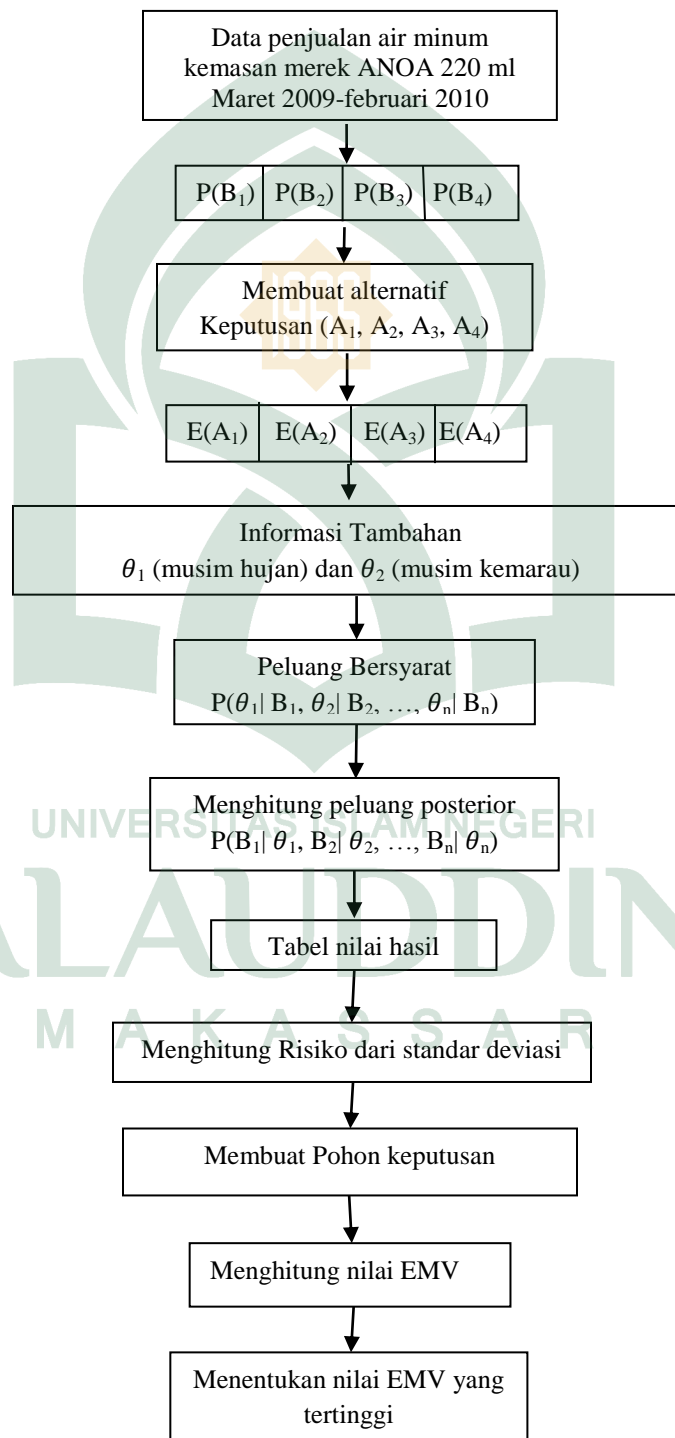 Data penjualan air minum
kemasan merek ANOA 220 ml
Maret 2009-februari 2010
P(B₁) P(B₂) P(B₃) P(B₄)
1965
Membuat alternatif
Keputusan (A₁, A₂, A₃, A₄)
E(A₁) E(A₂) E(A₃) E(A₄)
Informasi Tambahan
θ₁ (musim hujan) dan θ₂ (musim kemarau)
Peluang Bersyarat
P(θ₁| B₁, θ₂| B₂, …, θₙ| Bₙ)
Menghitung peluang posterior
UNIVERSITAS ISLAM NEGERI
P(B₁| θ₁, B₂| θ₂, …, Bₙ| θₙ)
ALAUDDIN
Tabel nilai hasil
MAKASSAR
Menghitung Risiko dari standar deviasi
Membuat Pohon keputusan
Menghitung nilai EMV
Menentukan nilai EMV yang
tertinggi